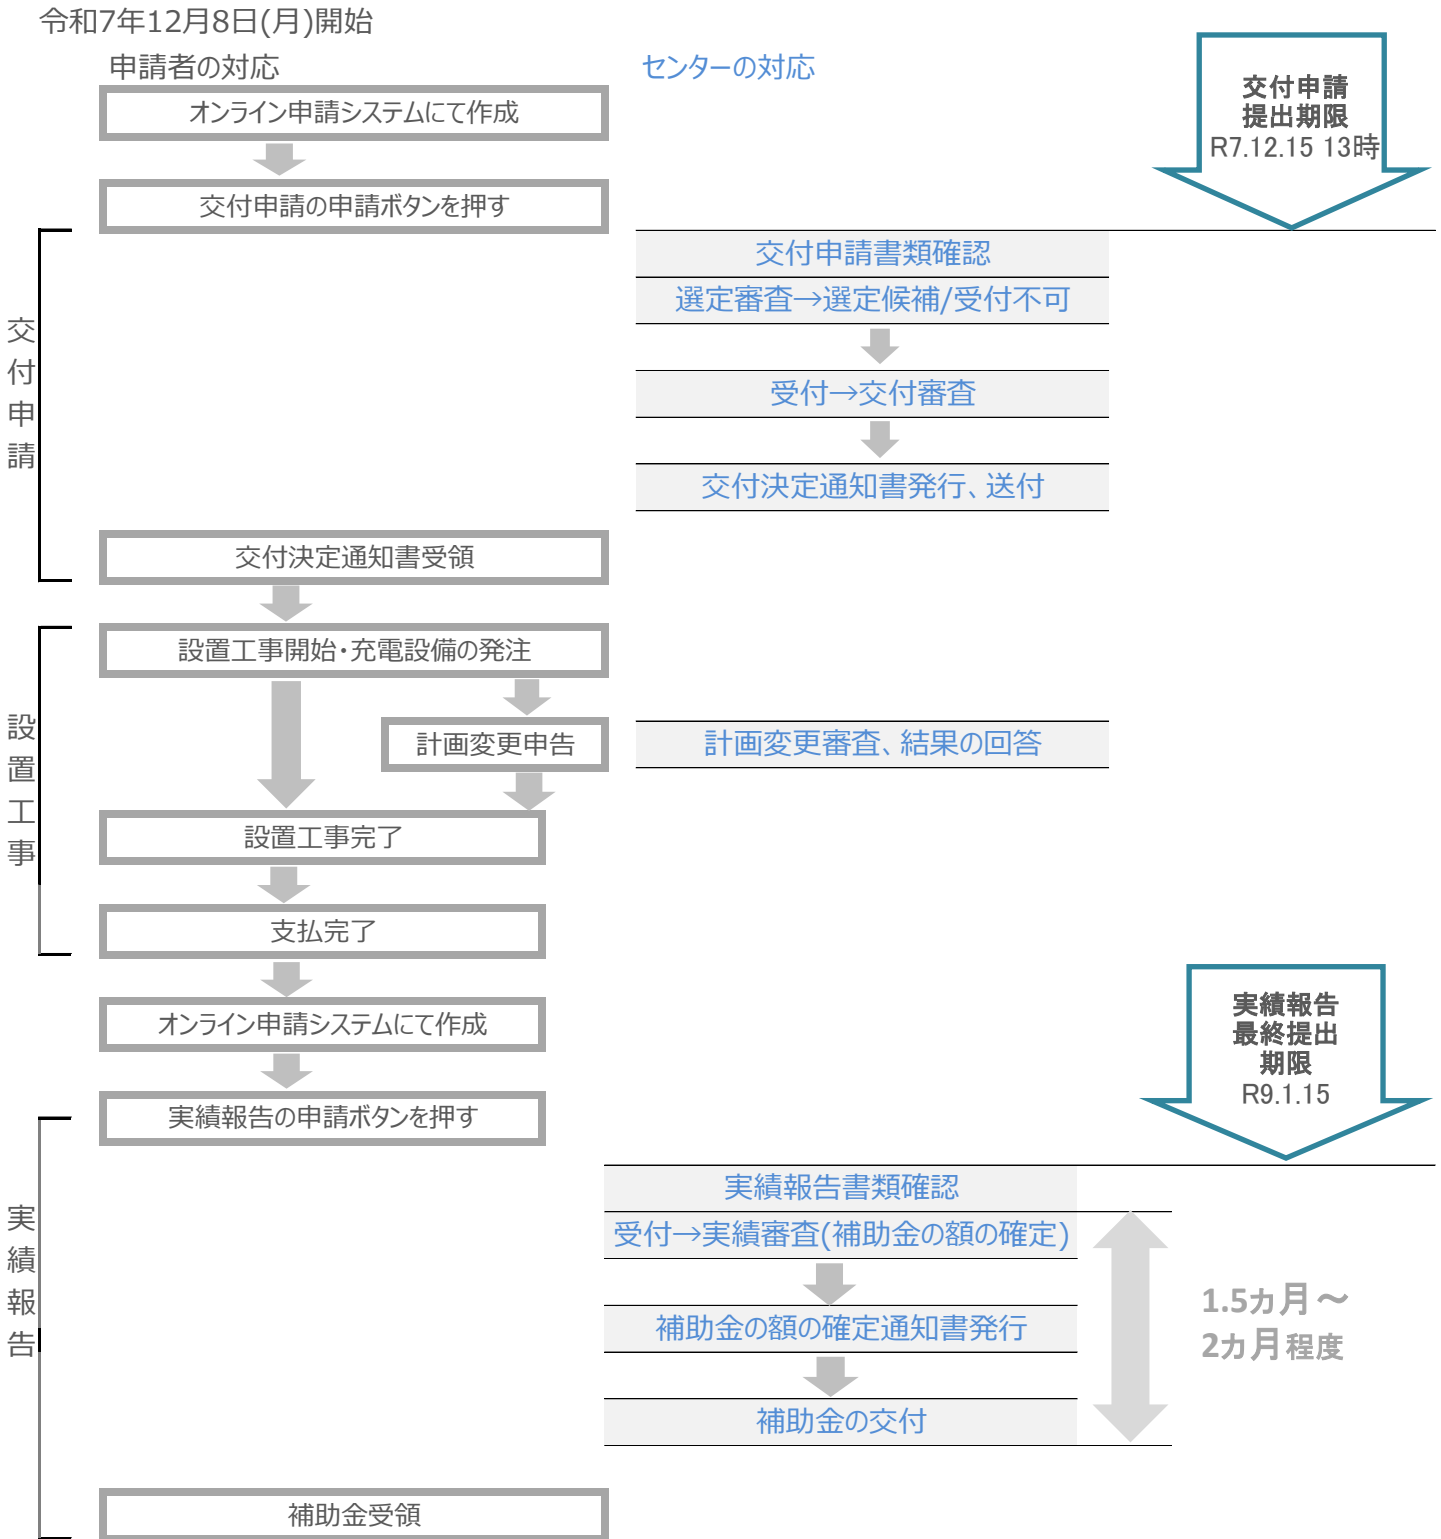 令和7年12月8日(月)開始
申請者の対応
センターの対応
交付申請
提出期限
R7.12.15 13時
オンライン申請システムにて作成
交付申請の申請ボタンを押す
交付申請
交付申請書類確認
選定審査→選定候補/受付不可
受付→交付審査
交付決定通知書発行、送付
交付決定通知書受領
設置工事
設置工事開始・充電設備の発注
計画変更申告
計画変更審査、結果の回答
設置工事完了
支払完了
オンライン申請システムにて作成
実績報告の申請ボタンを押す
実績報告
最終提出
期限
R9.1.15
実績報告
実績報告書類確認
受付→実績審査(補助金の額の確定)
補助金の額の確定通知書発行
補助金の交付
1.5カ月～
2カ月程度
補助金受領